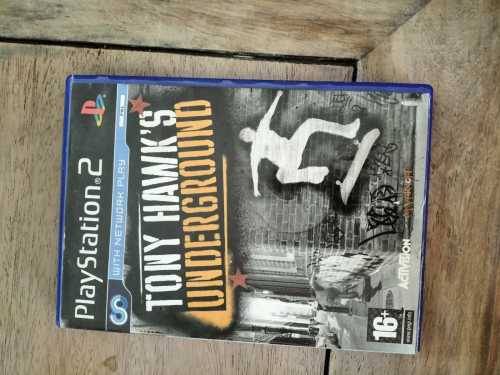 PlayStation®2
WITH NETWORK PLAY
TONY HAWK'S
UNDERGROUND
ACTIVISION
16+